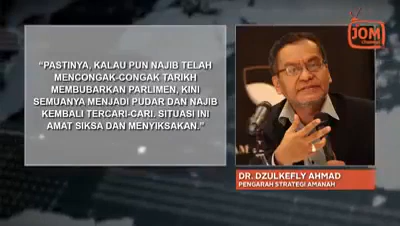 “PASTINYA, KALAU PUN NAJIB TELAH
MENCONGAK-CONGAK TARIKH
MEMBUBARKAN PARLIMEN, KINI
SEMUANYA MENJADI PUDAR DAN NAJIB
KEMBALI TERCARI-CARI. SITUASI INI
AMAT SIKSA DAN MENYIKSAKAN.”
JOM
DR. DZULKEFLY AHMAD
PENGARAH STRATEGI AMANAH